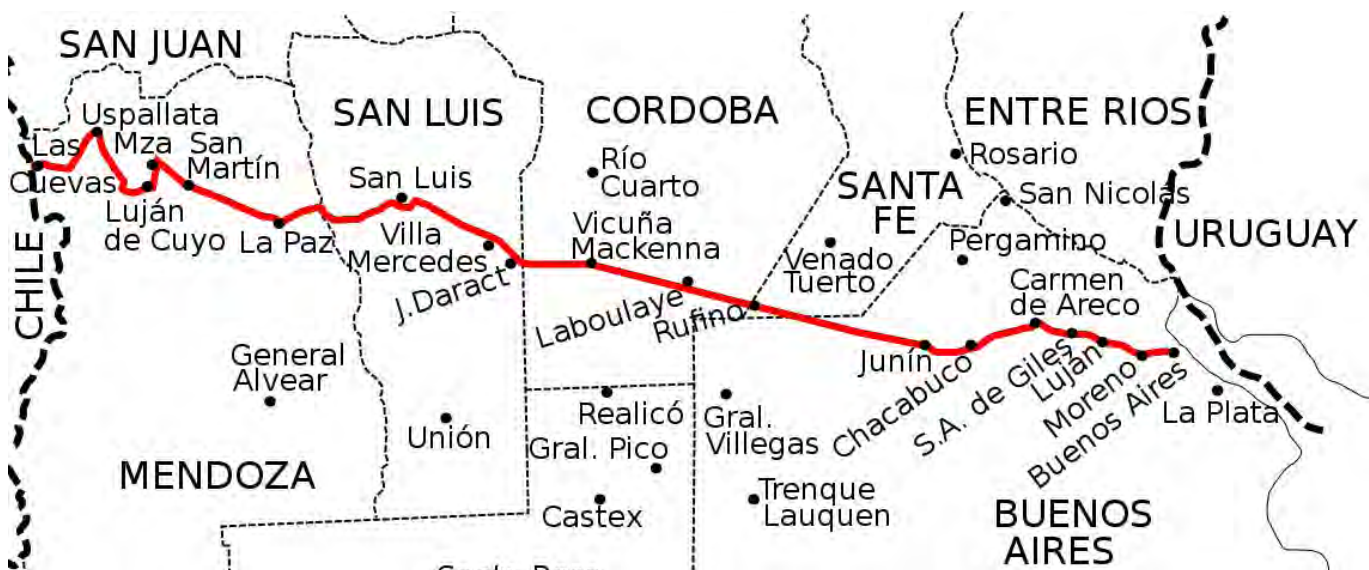 SAN JUAN
SAN LUIS
CORDOBA
ENTRE RIOS
Uspallata
Las
Cuevas
Mza
San
Martín
Luján
de Cuyo
La Paz
San Luis
Villa
Mercedes
J.Daract
Río
Cuarto
Vicuña
Mackenna
Laboulaye
Rufino
SANTA
FE
Venado
Tuerto
Rosario
San Nicolás
Pergamino
Carmen
de Areco
URUGUAY
CHILE
Junín
Chacabuco
S.A. de Giles
Luján
Moreno
Buenos Aires
La Plata
General
Alvear
Unión
Realicó
Gral. Pico
Castex
Gral.
Villegas
Trenque
Lauquen
MENDOZA
BUENOS
AIRES